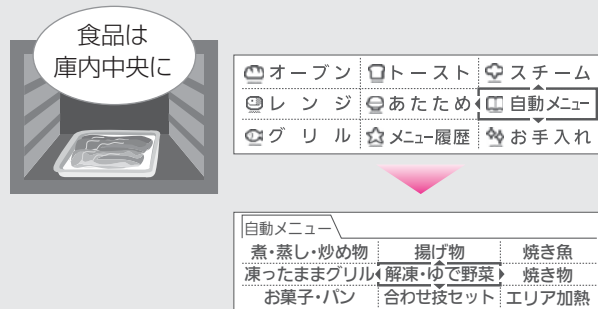 食品は
庫内中央に
オーブン トースト スチーム
レンジ あたため 自動メニュー
グリル メニュー履歴 お手入れ
自動メニュー
煮・蒸し・炒め物 揚げ物 焼き魚
凍ったままグリル 解凍・ゆで野菜 焼き物
お菓子・パン 合わせ技セット エリア加熱